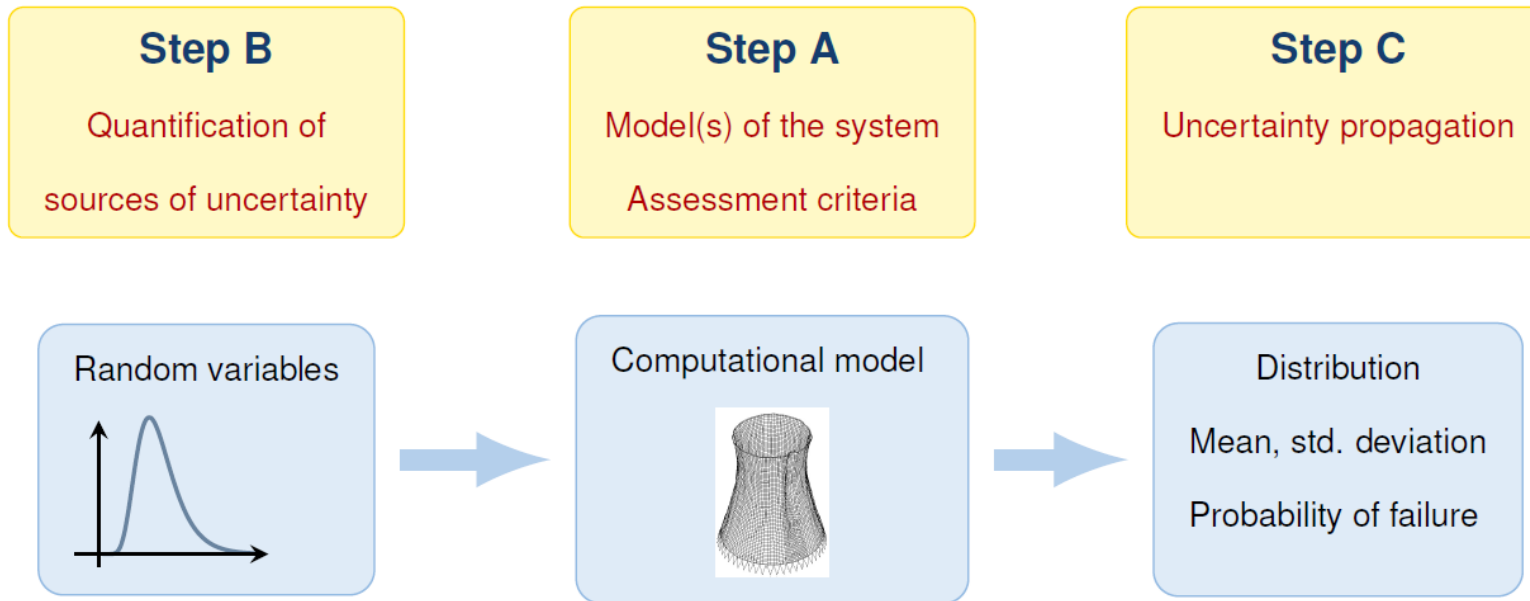 Step B
Quantification of
sources of uncertainty
Step A
Model(s) of the system
Assessment criteria
Step C
Uncertainty propagation
Random variables
Computational model
Distribution
Mean, std. deviation
Probability of failure